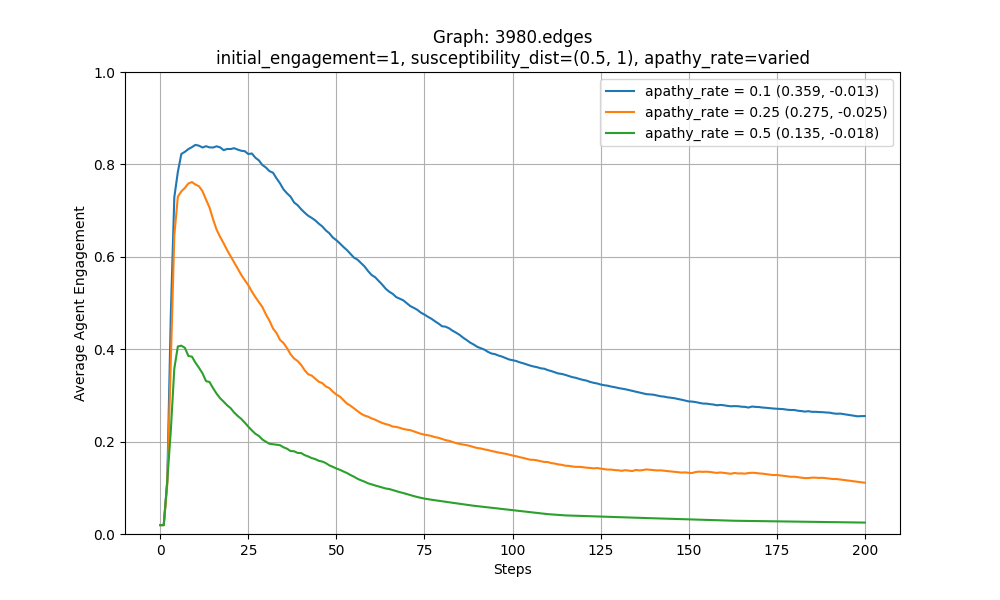 Graph: 3980.edges
initial_engagement=1, susceptibility_dist=(0.5, 1), apathy_rate=varied
apathy_rate = 0.1 (0.359, -0.013)
apathy_rate = 0.25 (0.275, -0.025)
apathy_rate = 0.5 (0.135, -0.018)
Average Agent Engagement
1.0
0.8
0.6
0.4
0.2
0.0
0 25 50 75 100 125 150 175 200
Steps